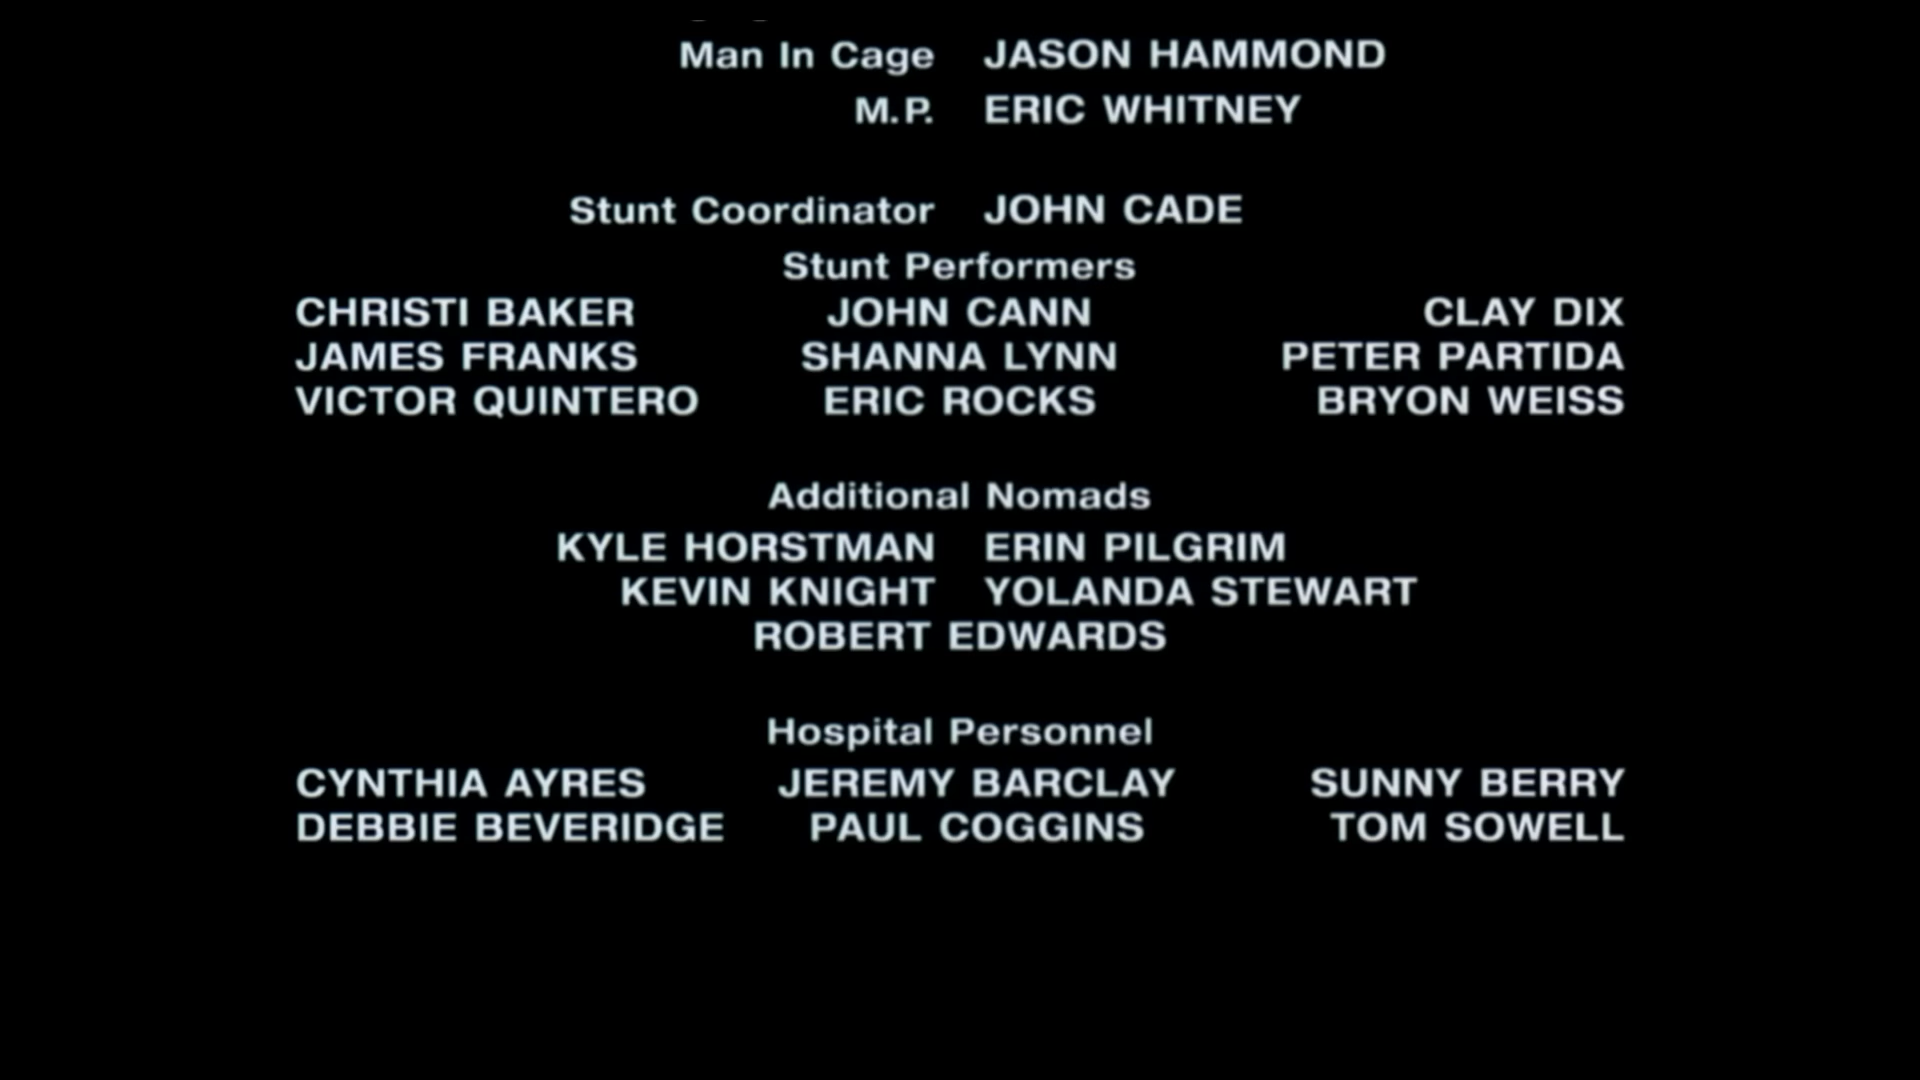 Man In Cage JASON HAMMOND
M.P. ERIC WHITNEY
Stunt Coordinator JOHN CADE
Stunt Performers
CHRISTI BAKER JOHN CANN CLAY DIX
JAMES FRANKS SHANNA LYNN PETER PARTIDA
VICTOR QUINTERO ERIC ROCKS BRYON WEISS
Additional Nomads
KYLE HORSTMAN ERIN PILGRIM
KEVIN KNIGHT YOLANDA STEWART
ROBERT EDWARDS
Hospital Personnel
CYNTHIA AYRES JEREMY BARCLAY SUNNY BERRY
DEBBIE BEVERIDGE PAUL COGGINS TOM SOWELL